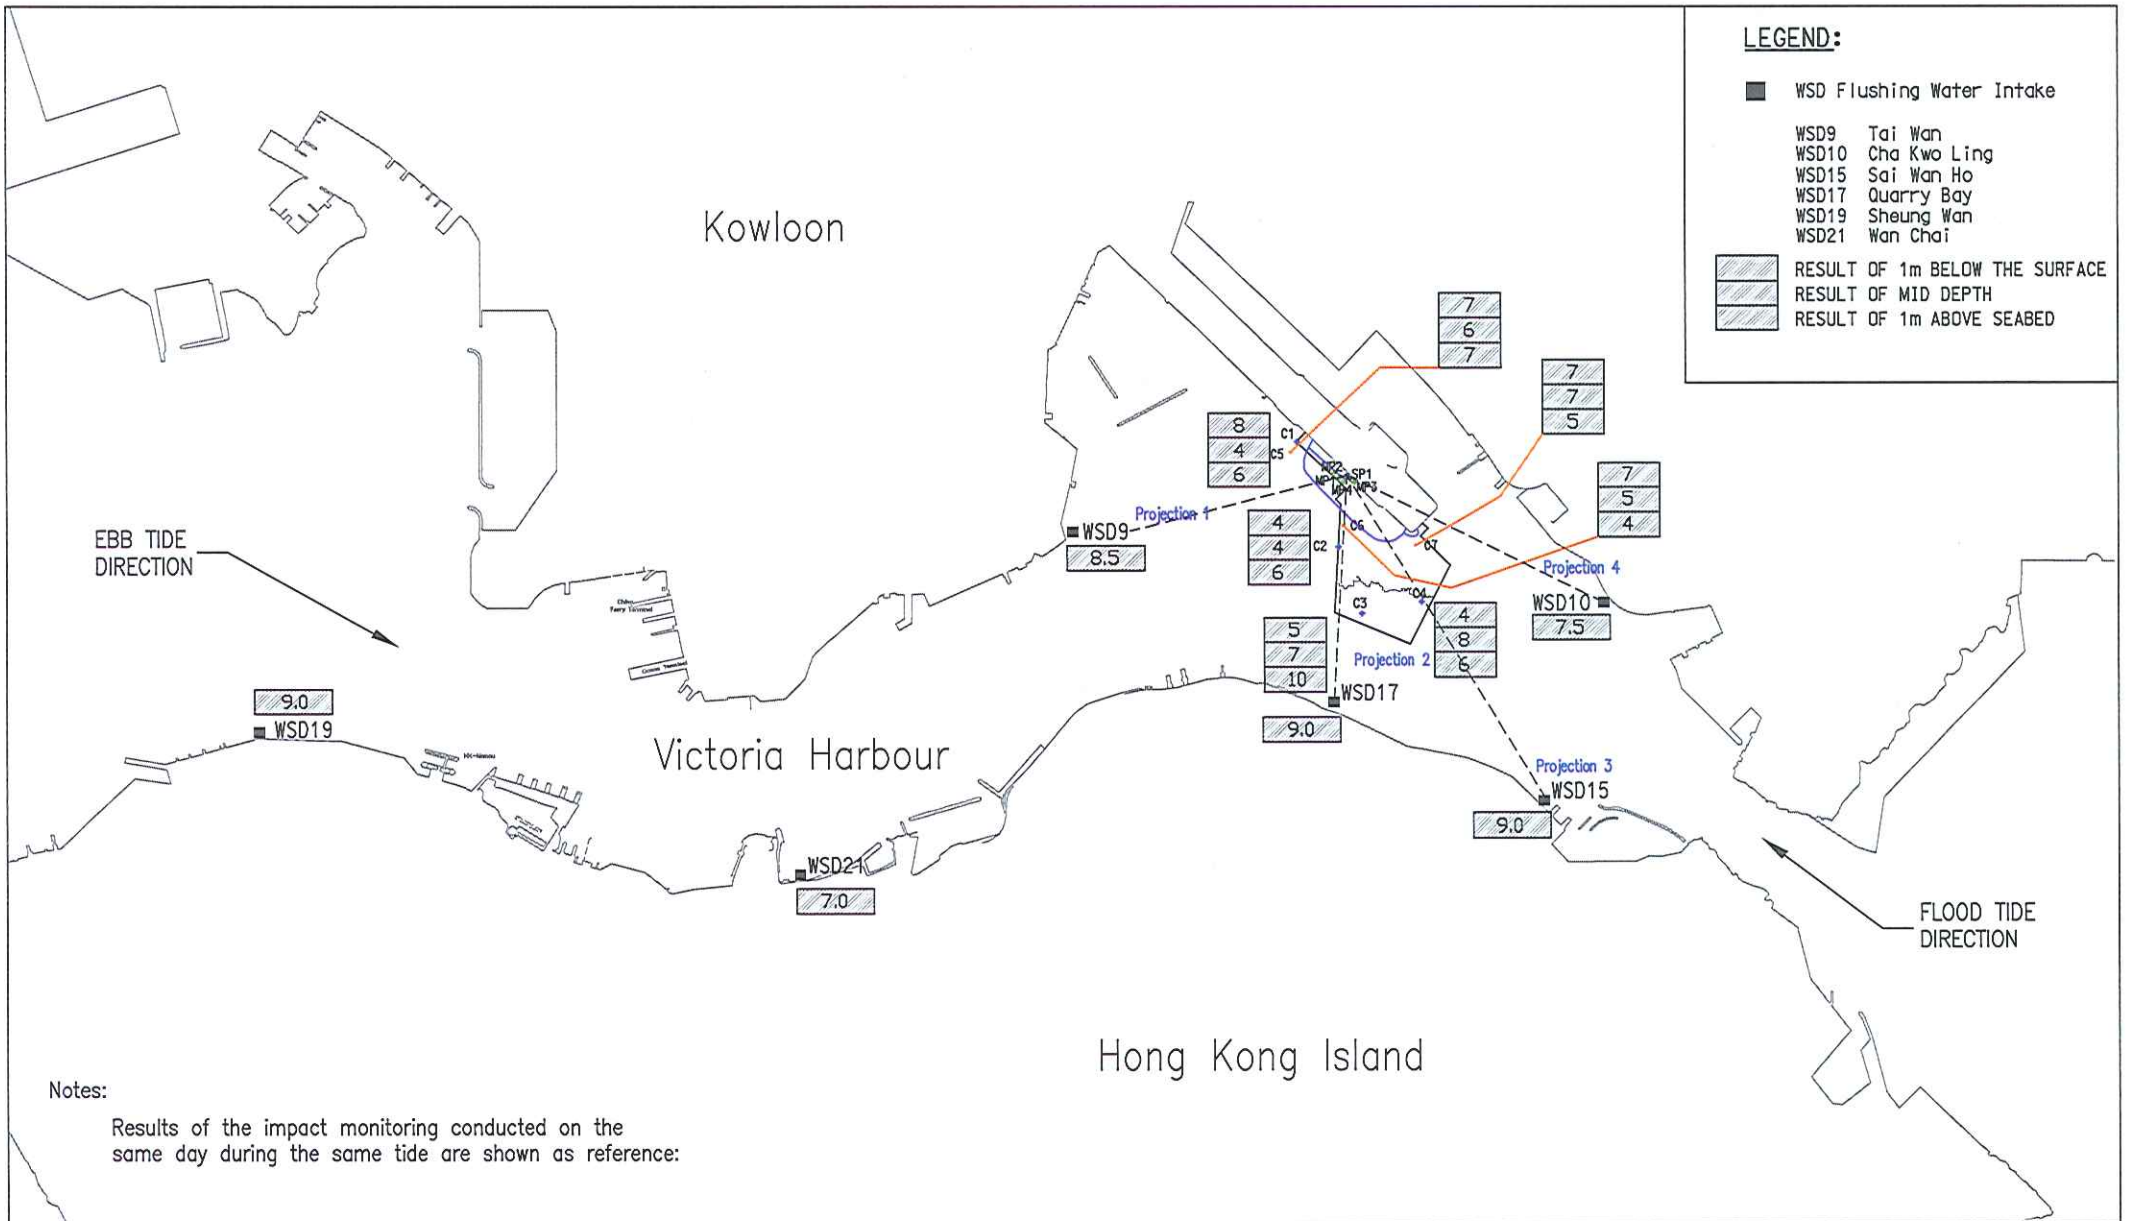 LEGEND:
WSD Flushing Water Intake
WSD9 Tai Wan
WSD10 Cha Kwo Ling
WSD15 Sai Wan Ho
WSD17 Quarry Bay
WSD19 Sheung Wan
WSD21 Wan Chai
RESULT OF 1m BELOW THE SURFACE
RESULT OF MID DEPTH
RESULT OF 1m ABOVE SEABED
Kowloon
7
6
7
7
7
5
8
4
6
C1
C5
SP1
WP3
7
5
4
Projection 1
WSD9
8.5
4
4
6
C2
C6
C7
Projection 4
WSD10
7.5
EBB TIDE
DIRECTION
China
Ferry Terminal
C3
C4
4
8
6
5
7
10
Projection 2
WSD17
9.0
9.0
WSD19
Victoria Harbour
Projection 3
WSD15
9.0
WSD21
7.0
FLOOD TIDE
DIRECTION
Hong Kong Island
Notes:
Results of the impact monitoring conducted on the
same day during the same tide are shown as reference: